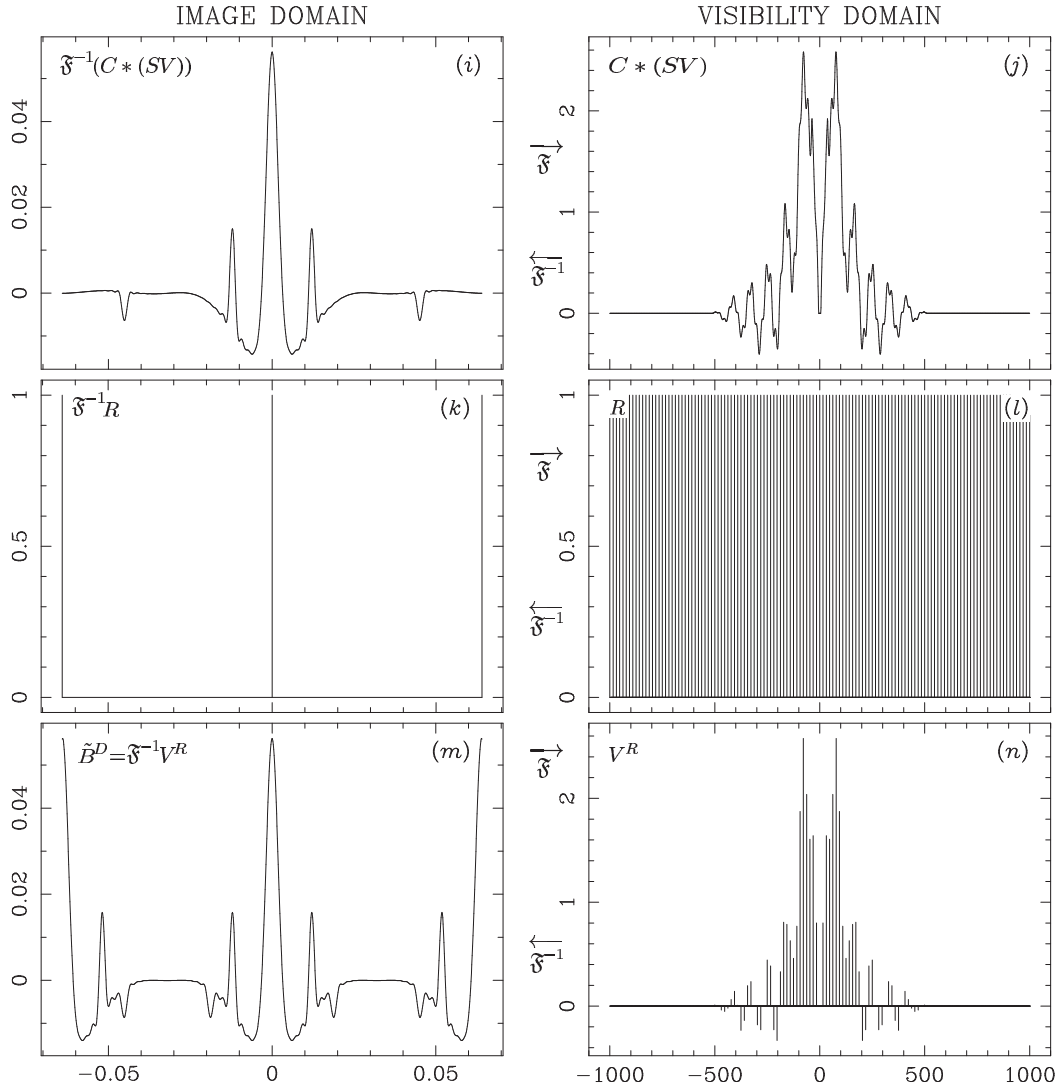 IMAGE DOMAIN
VISIBILITY DOMAIN
𝔉⁻¹(C∗(SV))
(i)
0.04
0.02
0
𝔉
𝔉⁻¹
C∗(SV)
(j)
2
1
0
𝔉⁻¹R
(k)
1
0.5
0
𝔉
𝔉⁻¹
R
(l)
1
0.5
0
B̃ᴰ=𝔉⁻¹Vᴿ
(m)
0.04
0.02
0
−0.05
0
0.05
𝔉
𝔉⁻¹
Vᴿ
(n)
2
1
0
−1000
−500
0
500
1000